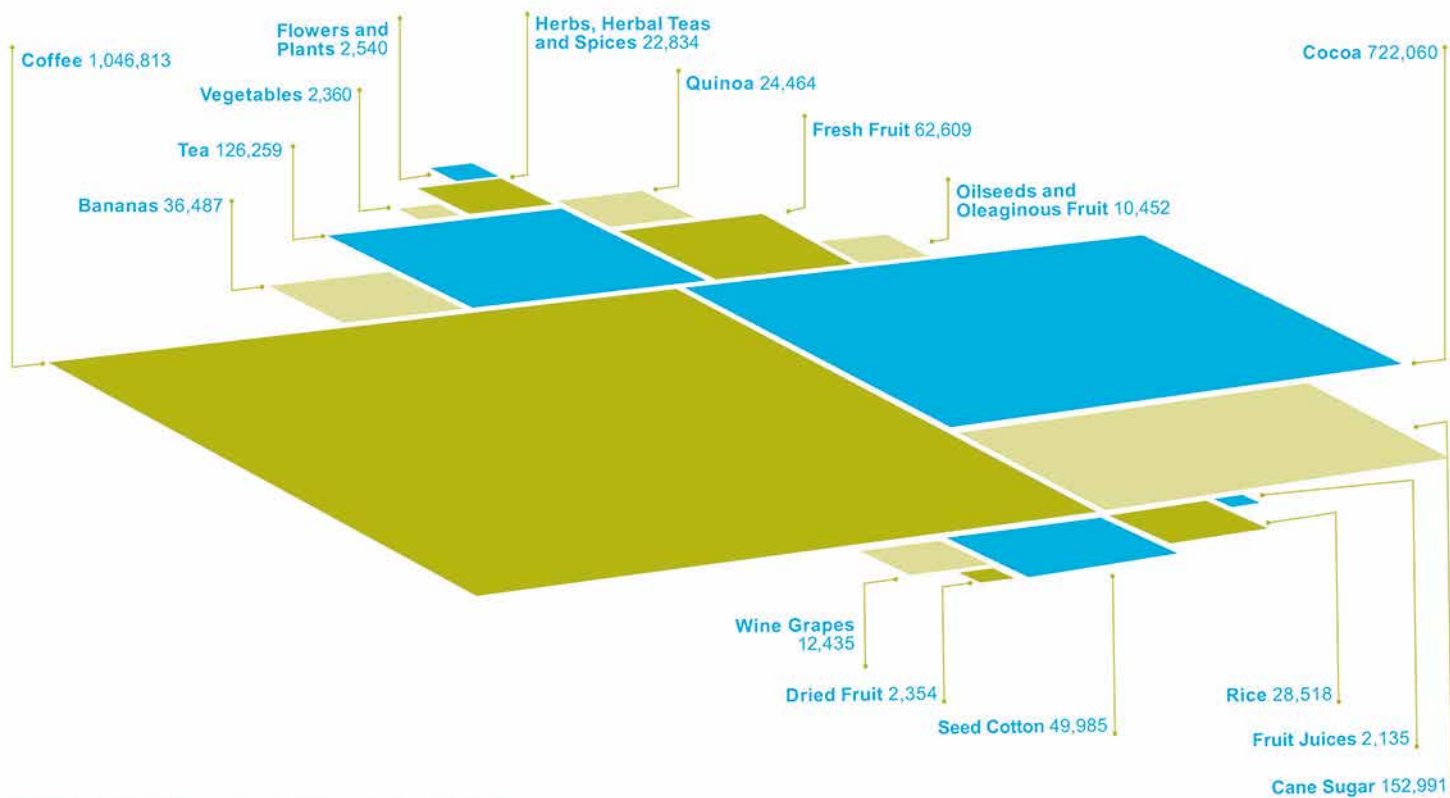 Flowers and
Plants 2,540
Herbs, Herbal Teas
and Spices 22,834
Coffee 1,046,813
Cocoa 722,060
Quinoa 24,464
Vegetables 2,360
Fresh Fruit 62,609
Tea 126,259
Oilseeds and
Oleaginous Fruit 10,452
Bananas 36,487
Wine Grapes
12,435
Dried Fruit 2,354
Rice 28,518
Seed Cotton 49,985
Fruit Juices 2,135
Cane Sugar 152,991